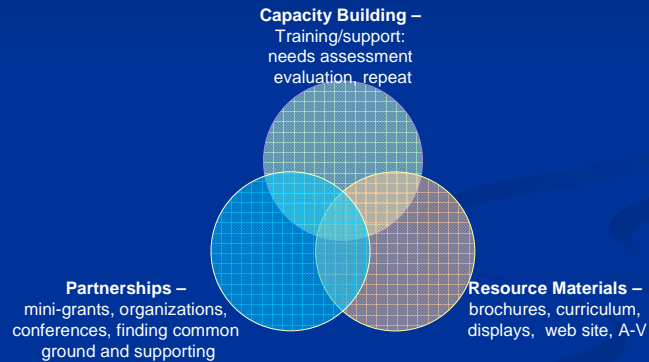 Capacity Building –
Training/support:
needs assessment
evaluation, repeat
Partnerships –
mini-grants, organizations,
conferences, finding common
ground and supporting
Resource Materials –
brochures, curriculum,
displays, web site, A-V